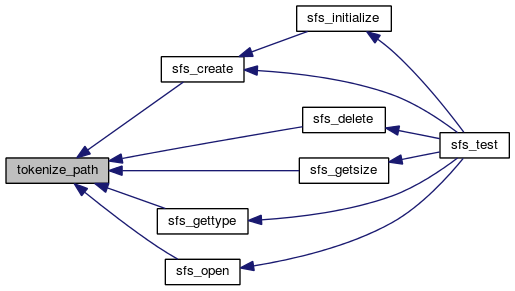 sfs_initialize
sfs_create
sfs_delete
sfs_test
tokenize_path
sfs_getsize
sfs_gettype
sfs_open